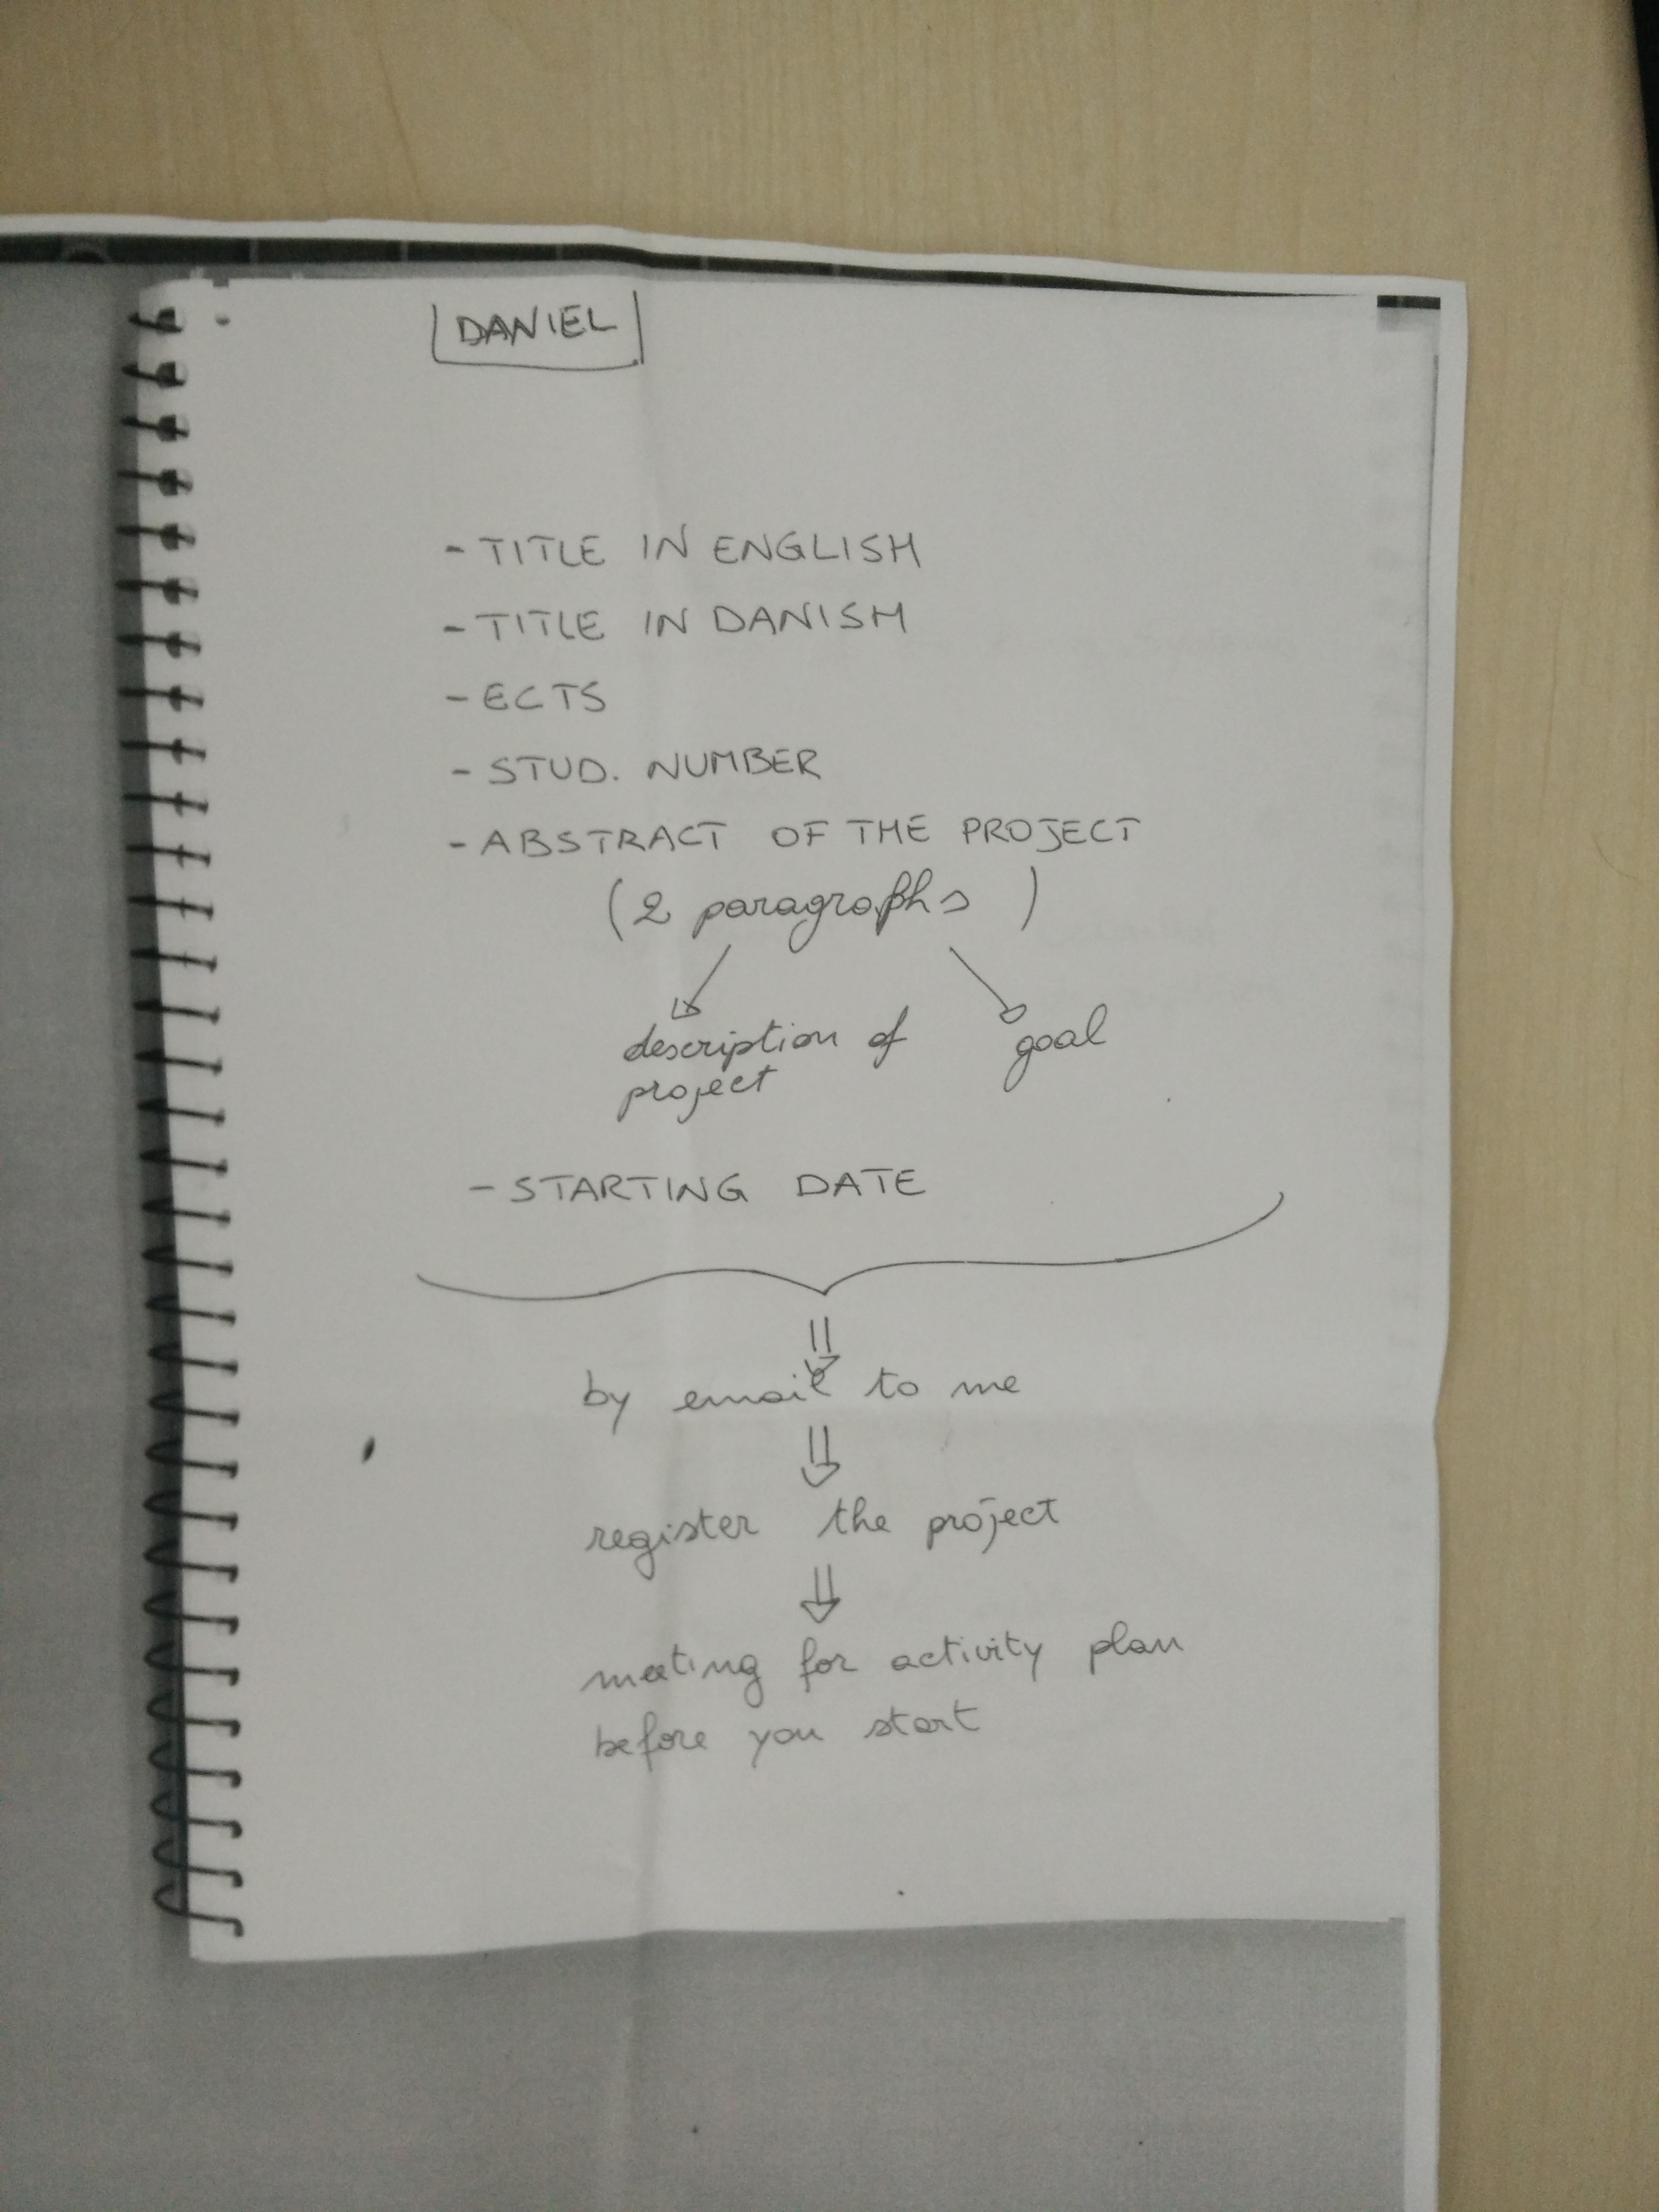 DANIEL
- TITLE IN ENGLISH
- TITLE IN DANISH
- ECTS
- STUD. NUMBER
- ABSTRACT OF THE PROJECT
(2 paragraphs)
description of goal
project
- STARTING DATE
by email to me
register the project
meeting for activity plan
before you start